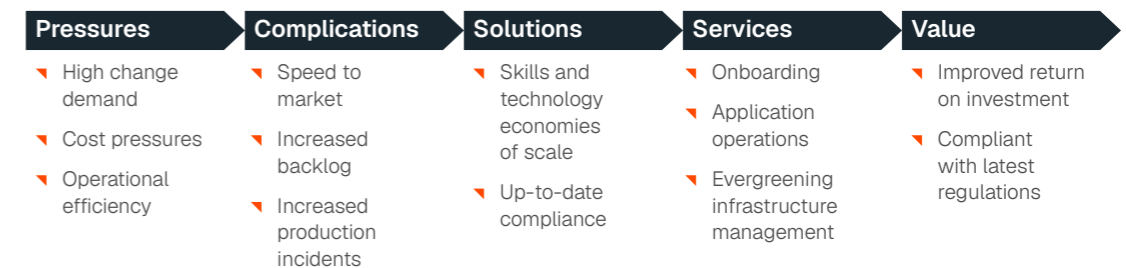 Pressures
High change
demand
Cost pressures
Operational
efficiency
Complications
Speed to
market
Increased
backlog
Increased
production
incidents
Solutions
Skills and
technology
economies
of scale
Up-to-date
compliance
Services
Onboarding
Application
operations
Evergreening
infrastructure
management
Value
Improved return
on investment
Compliant
with latest
regulations